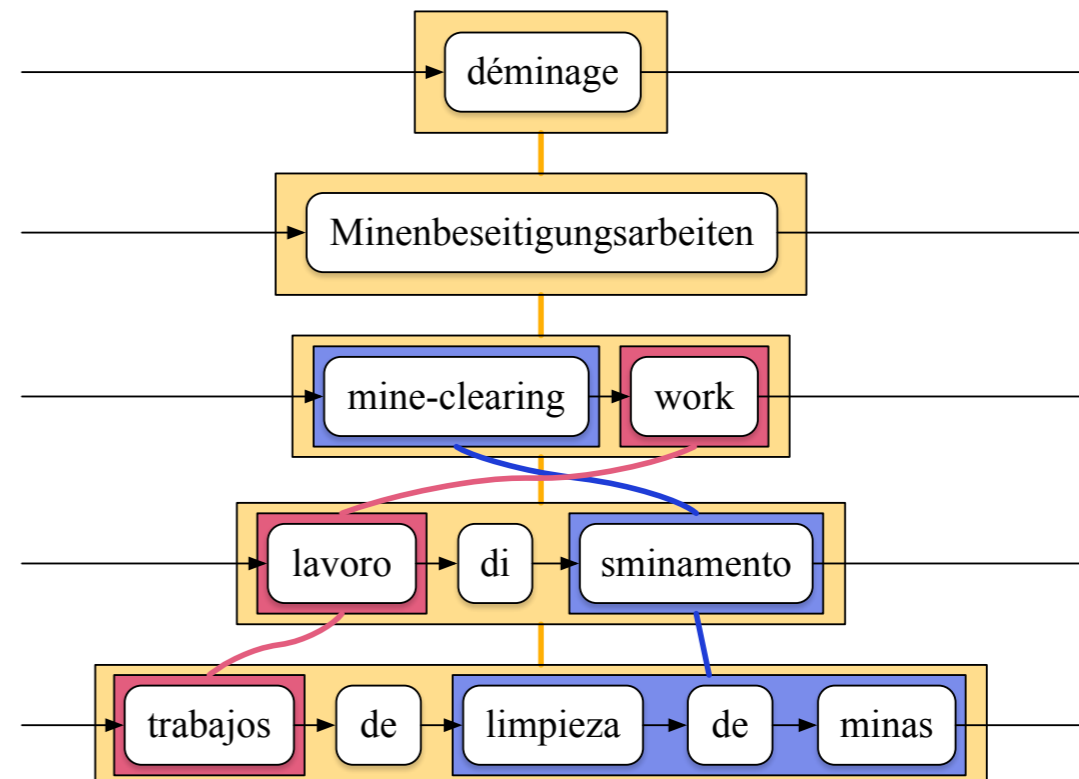 déminage
Minenbeseitigungsarbeiten
mine-clearing work
lavoro di sminamento
trabajos de limpieza de minas